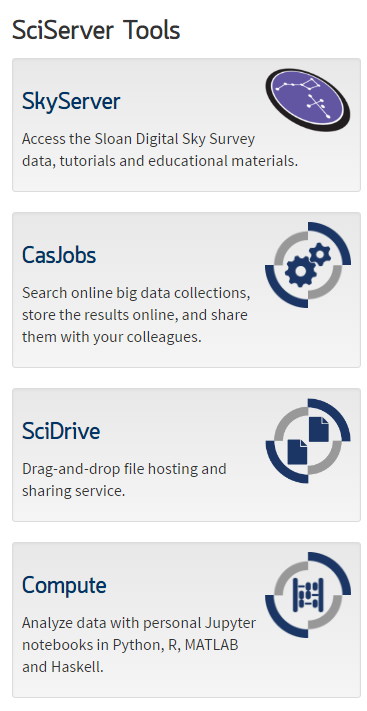 SciServer Tools
SkyServer
Access the Sloan Digital Sky Survey
data, tutorials and educational materials.
CasJobs
Search online big data collections,
store the results online, and share
them with your colleagues.
SciDrive
Drag-and-drop file hosting and
sharing service.
Compute
Analyze data with personal Jupyter
notebooks in Python, R, MATLAB
and Haskell.